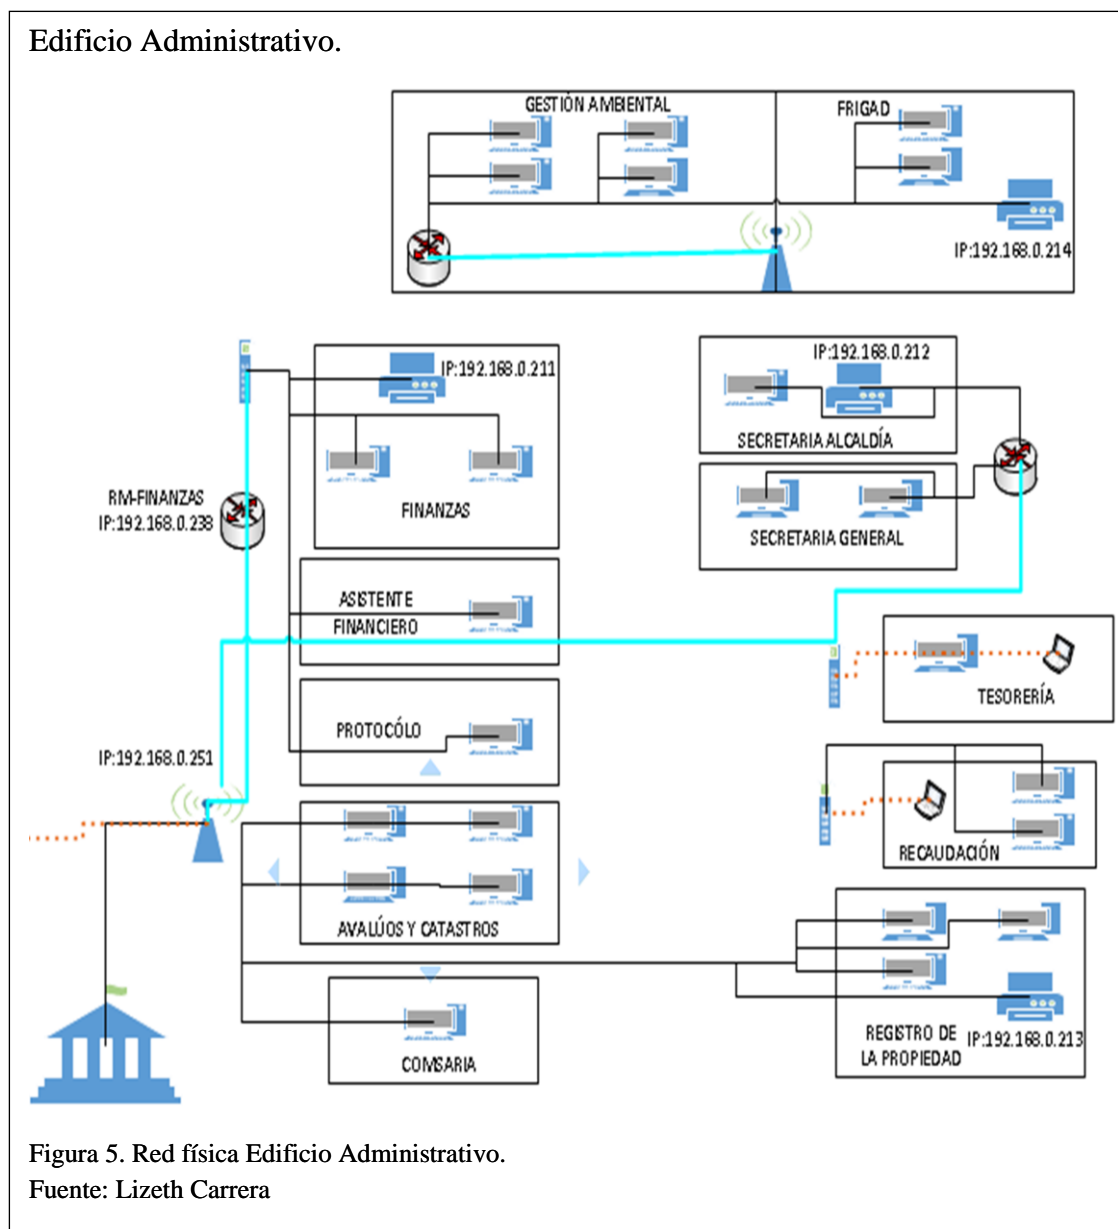 Edificio Administrativo.
GESTIÓN AMBIENTAL
FRIGAD
IP:192.168.0.214
IP:192.168.0.211
FINANZAS
IP:192.168.0.212
SECRETARIA ALCALDÍA
SECRETARIA GENERAL
RM-FINANZAS
IP:192.168.0.238
ASISTENTE
FINANCIERO
TESORERÍA
PROTOCÓLO
IP:192.168.0.251
RECAUDACIÓN
AVALÚOS Y CATASTROS
COMSARIA
REGISTRO DE
LA PROPIEDAD
IP:192.168.0.213
Figura 5. Red física Edificio Administrativo.
Fuente: Lizeth Carrera